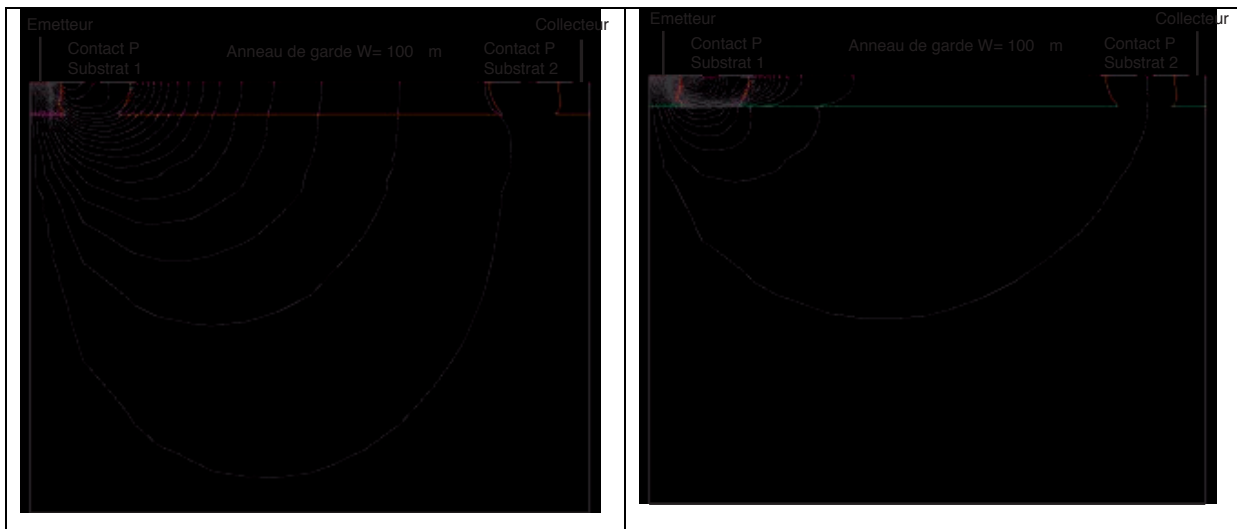 Emetteur
Collecteur
Contact P
Substrat 1
Anneau de garde W= 100 m
Contact P
Substrat 2
Emetteur
Collecteur
Contact P
Substrat 1
Anneau de garde W= 100 m
Contact P
Substrat 2